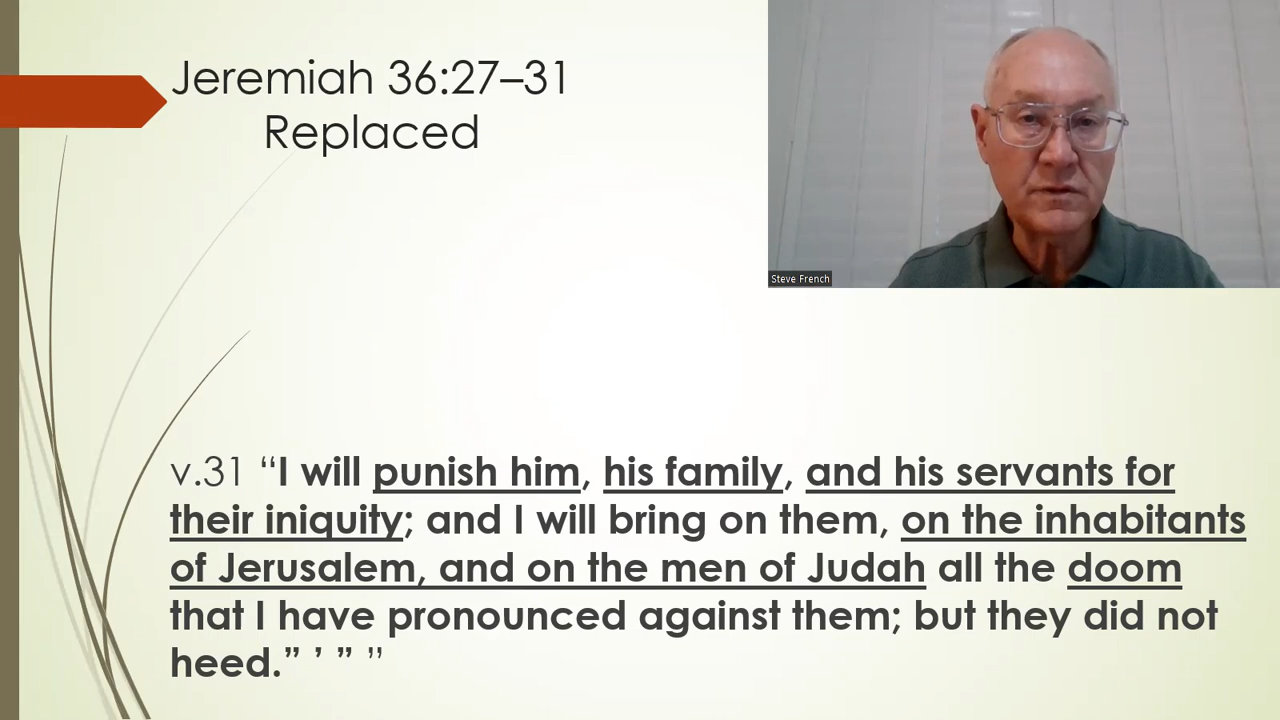 Jeremiah 36:27–31
Replaced
Steve French
v.31 “I will punish him, his family, and his servants for
their iniquity; and I will bring on them, on the inhabitants
of Jerusalem, and on the men of Judah all the doom
that I have pronounced against them; but they did not
heed.” ’ ” ”